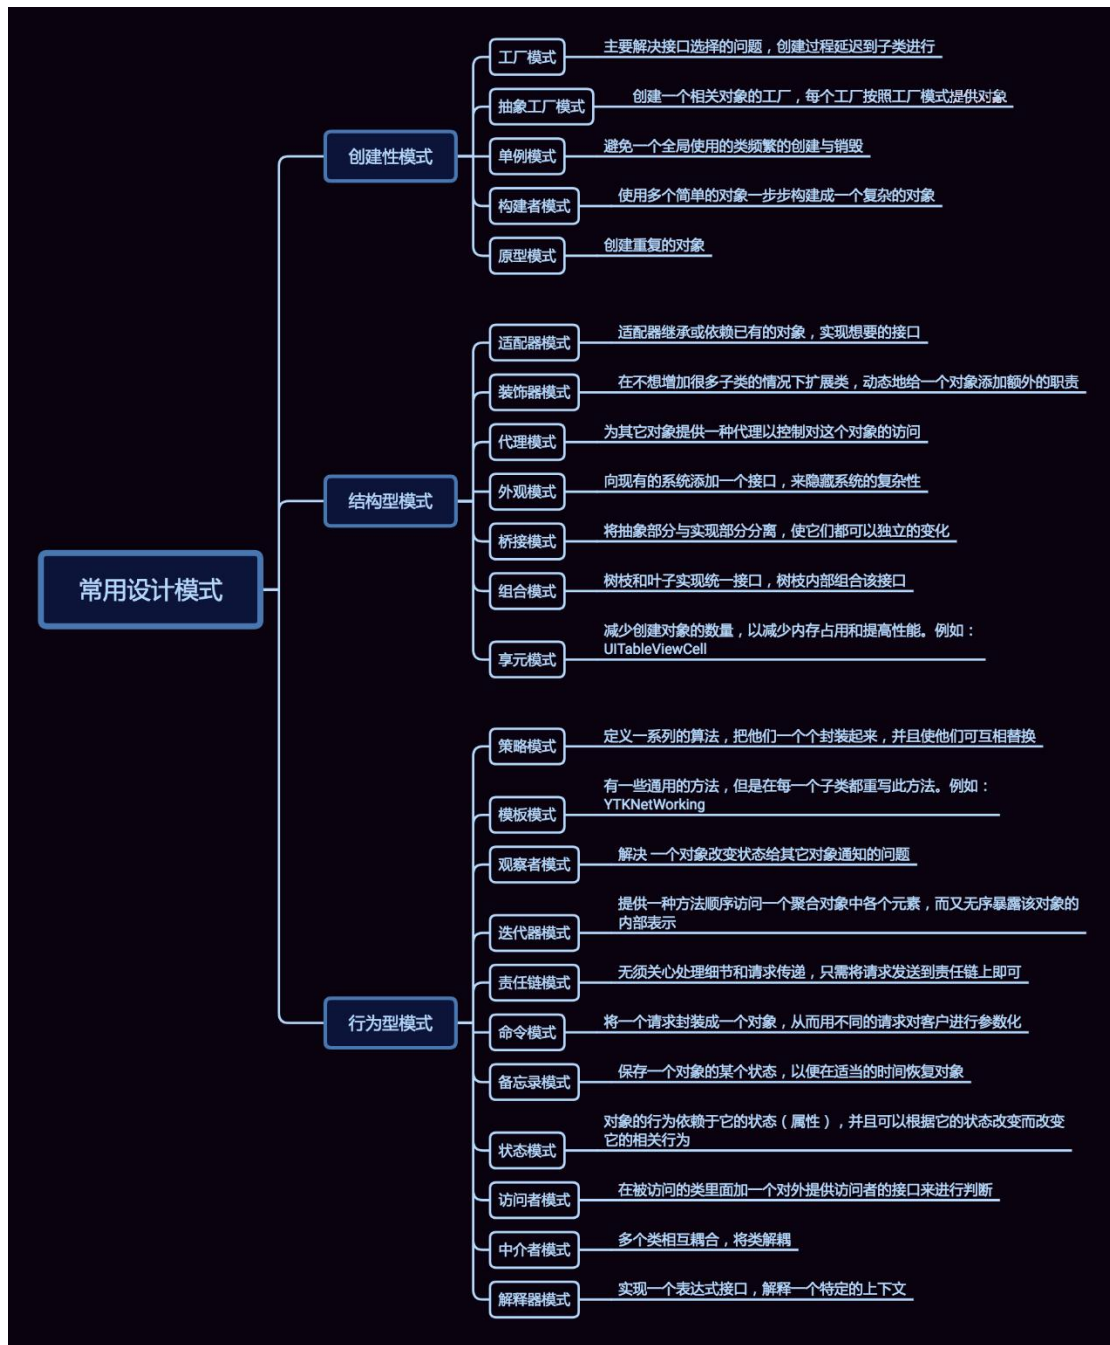 常用设计模式
创建性模式
工厂模式
主要解决接口选择的问题，创建过程延迟到子类进行
抽象工厂模式
创建一个相关对象的工厂，每个工厂按照工厂模式提供对象
单例模式
避免一个全局使用的类频繁的创建与销毁
构建者模式
使用多个简单的对象一步步构建成一个复杂的对象
原型模式
创建重复的对象
结构型模式
适配器模式
适配器继承或依赖已有的对象，实现想要的接口
装饰器模式
在不想增加很多子类的情况下扩展类，动态地给一个对象添加额外的职责
代理模式
为其它对象提供一种代理以控制对这个对象的访问
外观模式
向现有的系统添加一个接口，来隐藏系统的复杂性
桥接模式
将抽象部分与实现部分分离，使它们都可以独立的变化
组合模式
树枝和叶子实现统一接口，树枝内部组合该接口
享元模式
减少创建对象的数量，以减少内存占用和提高性能。例如：
UITableViewCell
行为型模式
策略模式
定义一系列的算法，把他们一个个封装起来，并且使他们可互相替换
模板模式
有一些通用的方法，但是在每一个子类都重写此方法。例如：
YTKNetWorking
观察者模式
解决 一个对象改变状态给其它对象通知的问题
迭代器模式
提供一种方法顺序访问一个聚合对象中各个元素，而又无序暴露该对象的
内部表示
责任链模式
无须关心处理细节和请求传递，只需将请求发送到责任链上即可
命令模式
将一个请求封装成一个对象，从而用不同的请求对客户进行参数化
备忘录模式
保存一个对象的某个状态，以便在适当的时间恢复对象
状态模式
对象的行为依赖于它的状态（属性），并且可以根据它的状态改变而改变
它的相关行为
访问者模式
在被访问的类里面加一个对外提供访问者的接口来进行判断
中介者模式
多个类相互耦合，将类解耦
解释器模式
实现一个表达式接口，解释一个特定的上下文